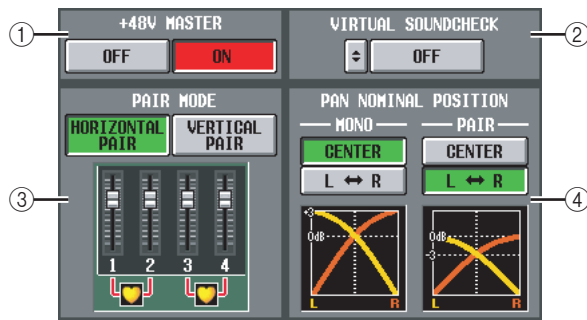 ① +48V MASTER
OFF ON
VIRTUAL SOUNDCHECK ②
OFF
③ PAIR MODE
HORIZONTAL PAIR
VERTICAL PAIR
1 2 3 4
PAN NOMINAL POSITION ④
MONO
CENTER
L ↔ R
+3
0dB
L R
PAIR
CENTER
L ↔ R
0dB
-3
L R